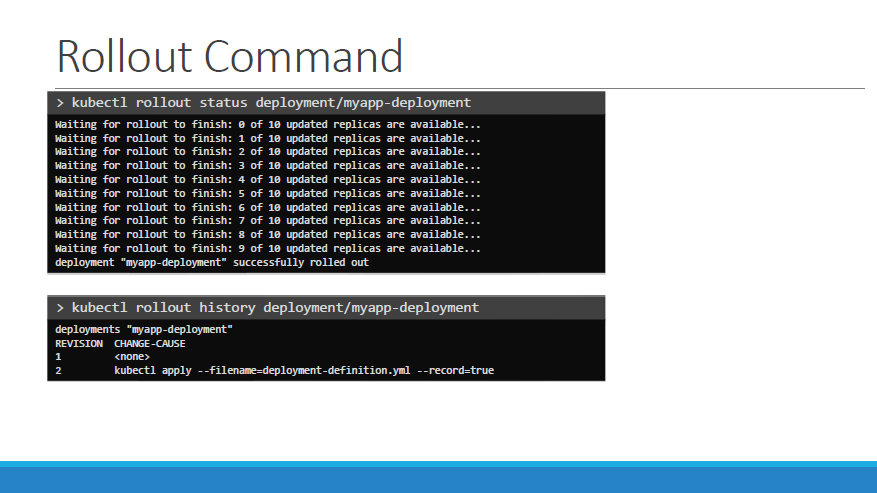 Rollout Command
> kubectl rollout status deployment/myapp-deployment
Waiting for rollout to finish: 0 of 10 updated replicas are available...
Waiting for rollout to finish: 1 of 10 updated replicas are available...
Waiting for rollout to finish: 2 of 10 updated replicas are available...
Waiting for rollout to finish: 3 of 10 updated replicas are available...
Waiting for rollout to finish: 4 of 10 updated replicas are available...
Waiting for rollout to finish: 5 of 10 updated replicas are available...
Waiting for rollout to finish: 6 of 10 updated replicas are available...
Waiting for rollout to finish: 7 of 10 updated replicas are available...
Waiting for rollout to finish: 8 of 10 updated replicas are available...
Waiting for rollout to finish: 9 of 10 updated replicas are available...
deployment "myapp-deployment" successfully rolled out
> kubectl rollout history deployment/myapp-deployment
deployments "myapp-deployment"
REVISION CHANGE-CAUSE
1 <none>
2 kubectl apply --filename=deployment-definition.yml --record=true